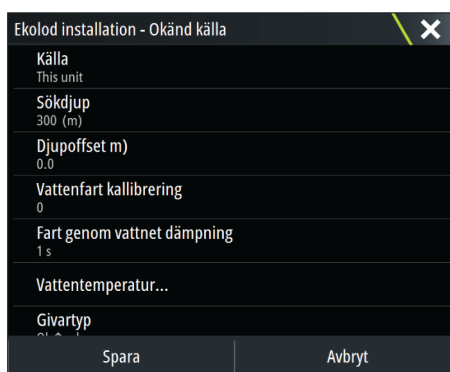 Ekolod installation - Okänd källa
Källa
This unit
Sökdjup
300 (m)
Djupoffset m)
0.0
Vattenfart kallibrering
0
Fart genom vattnet dämpning
1 s
Vattentemperatur...
Givartyp
Spara
Avbryt